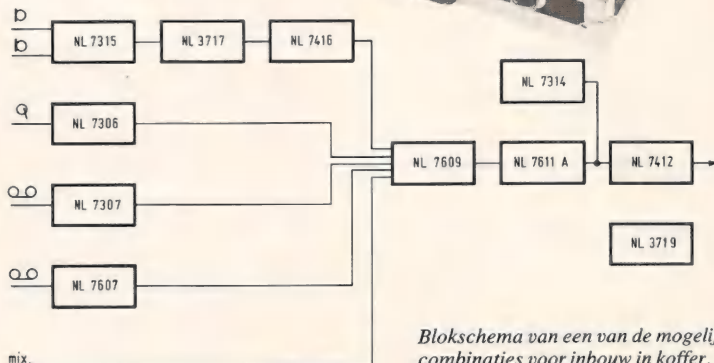 NL 7315 NL 3717 NL 7416
NL 7314
NL 7306
NL 7609 NL 7611 A NL 7412
NL 7307
NL 3719
NL 7607
mix.
Blokschema van een van de mogelij
combinaties voor inbouw in koffer.